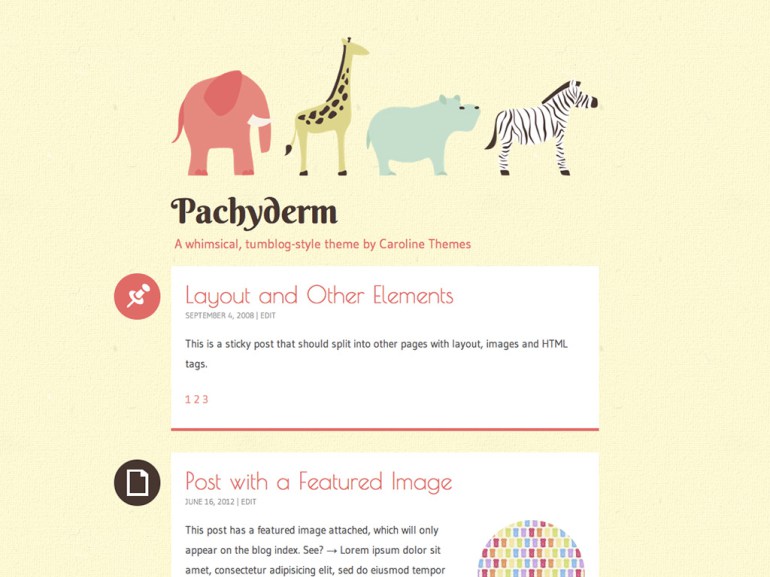 Pachyderm
A whimsical, tumblog-style theme by Caroline Themes
Layout and Other Elements
SEPTEMBER 4, 2008 | EDIT
This is a sticky post that should split into other pages with layout, images and HTML
tags.
1 2 3
Post with a Featured Image
JUNE 16, 2012 | EDIT
This post has a featured image attached, which will only
appear on the blog index. See? → Lorem ipsum dolor sit
amet, consectetur adipisicing elit, sed do eiusmod tempor